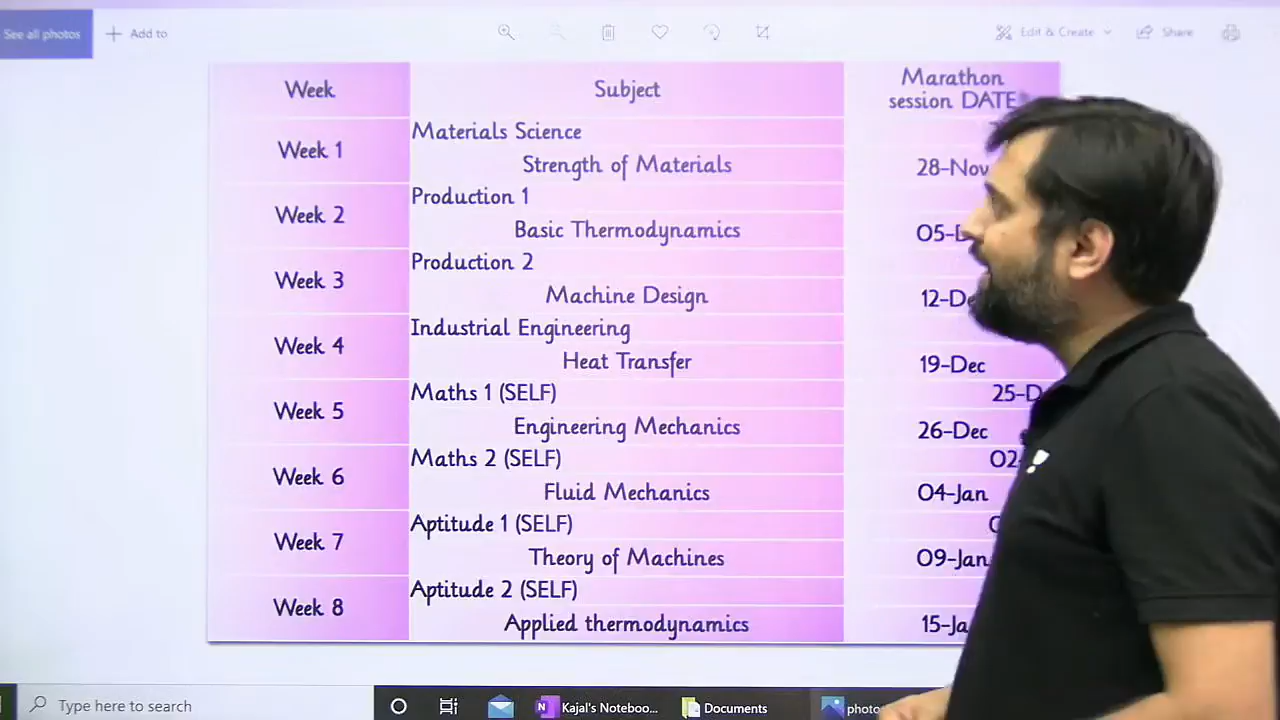 See all photos
Add to
Edit & Create
Share
Week
Subject
Marathon
session DATE
Week 1
Materials Science
Strength of Materials
28-Nov
Week 2
Production 1
Basic Thermodynamics
Week 3
Production 2
Machine Design
Week 4
Industrial Engineering
Heat Transfer
19-Dec
Week 5
Maths 1 (SELF)
Engineering Mechanics
26-Dec
Week 6
Maths 2 (SELF)
Fluid Mechanics
04-Jan
Week 7
Aptitude 1 (SELF)
Theory of Machines
09-Jan
Week 8
Aptitude 2 (SELF)
Applied thermodynamics
Type here to search
Kajal's Noteboo...
Documents